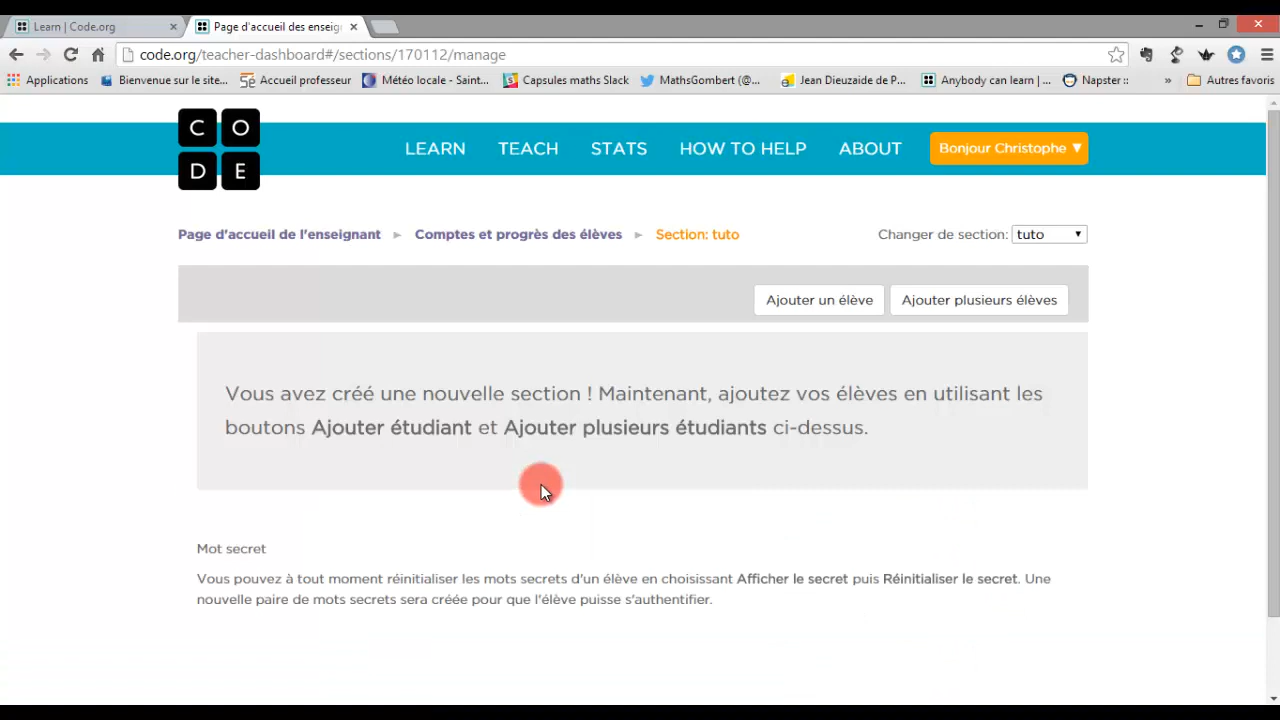 Learn | Code.org
Page d'accueil des enseig
code.org/teacher-dashboard#/sections/170112/manage
Applications
Bienvenue sur le site...
Accueil professeur
Météo locale - Saint...
Capsules maths Slack
MathsGombert (@...
Jean Dieuzaide de P...
Anybody can learn | ...
Napster ::
»
Autres favoris
C O
D E
LEARN
TEACH
STATS
HOW TO HELP
ABOUT
Bonjour Christophe ▼
Page d'accueil de l'enseignant ► Comptes et progrès des élèves ► Section: tuto
Changer de section: tuto
Ajouter un élève
Ajouter plusieurs élèves
Vous avez créé une nouvelle section ! Maintenant, ajoutez vos élèves en utilisant les
boutons Ajouter étudiant et Ajouter plusieurs étudiants ci-dessus.
Mot secret
Vous pouvez à tout moment réinitialiser les mots secrets d'un élève en choisissant Afficher le secret puis Réinitialiser le secret. Une
nouvelle paire de mots secrets sera créée pour que l'élève puisse s'authentifier.